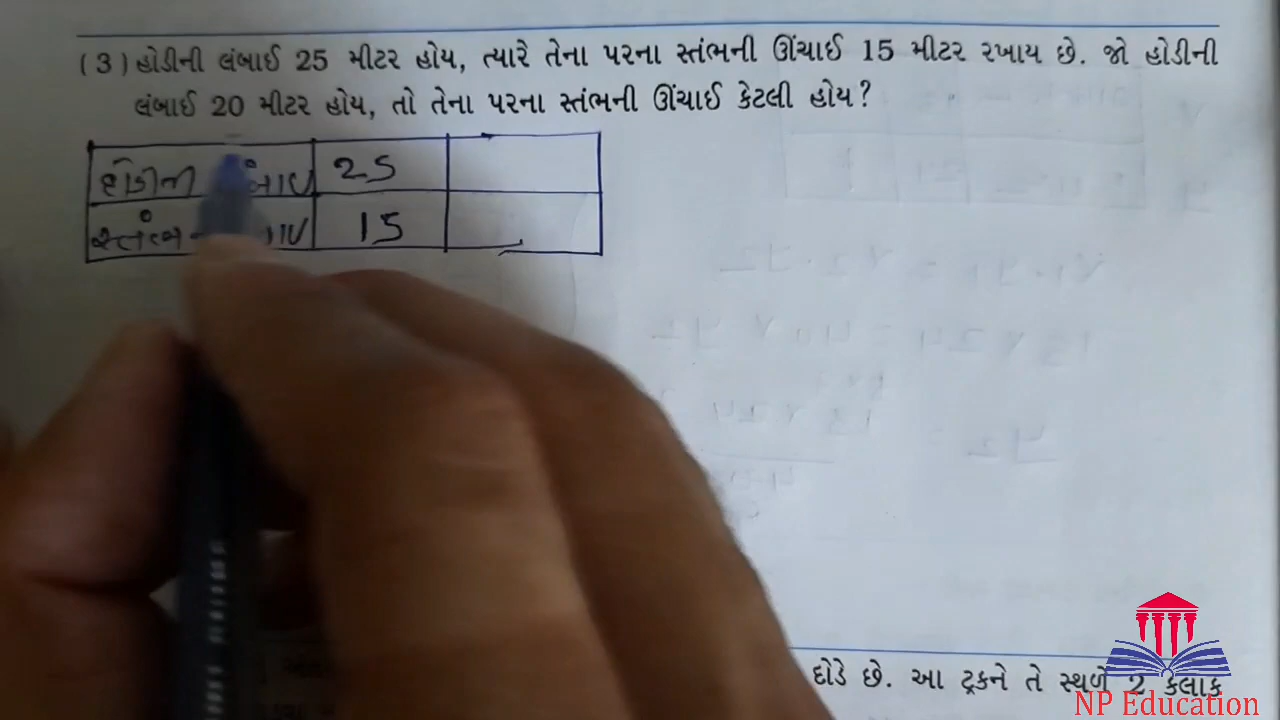 (3) હોડીની લંબાઈ 25 મીટર હોય, ત્યારે તેના પરના સ્તંભની ઊંચાઈ 15 મીટર રખાય છે. જો હોડીની
લંબાઈ 20 મીટર હોય, તો તેના પરના સ્તંભની ઊંચાઈ કેટલી હોય?
હોડીની 25
15
દોડે છે. આ ટ્રકને તે સ્થળે 2 કલાક
NP Education